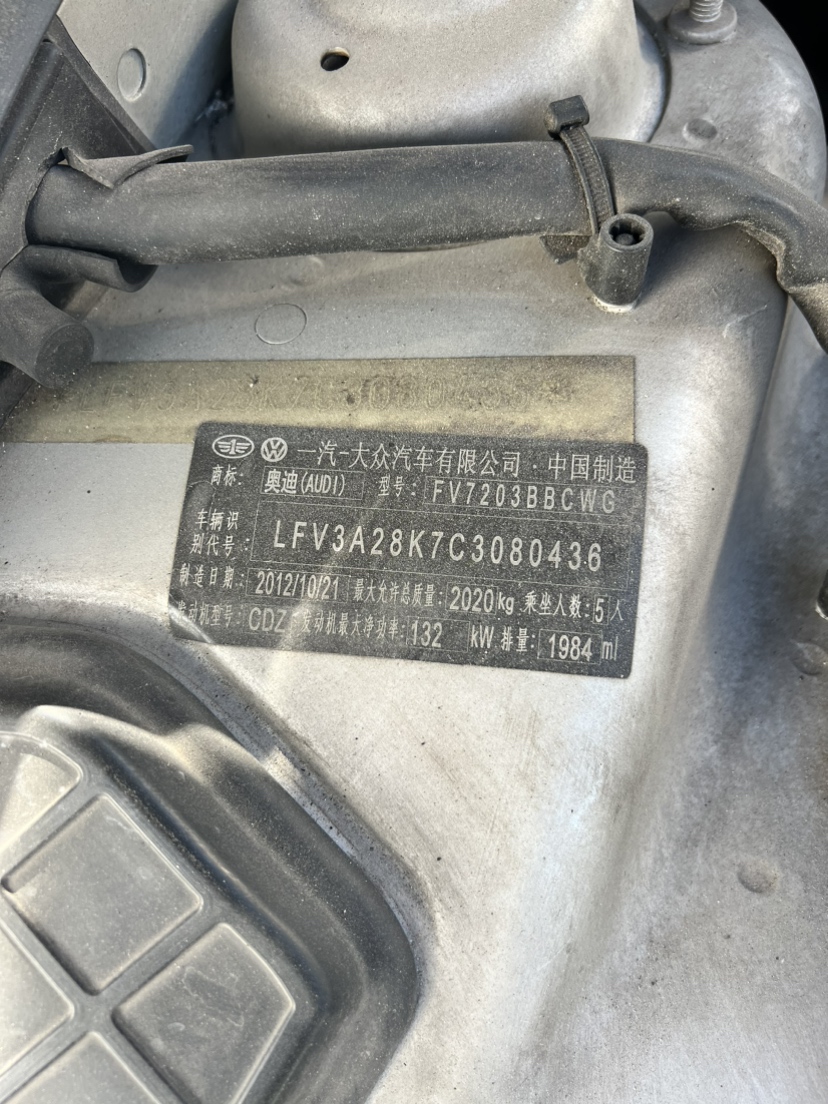 一汽-大众汽车有限公司·中国制造
商标: 奥迪(AUDI) 型号: FV7203BBCWG
车辆识
别代号: LFV3A28K7C3080436
制造日期: 2012/10/21 最大允许总质量: 2020kg 乘坐人数: 5人
发动机型号: CDZ 发动机最大净功率: 132 kW 排量: 1984 ml